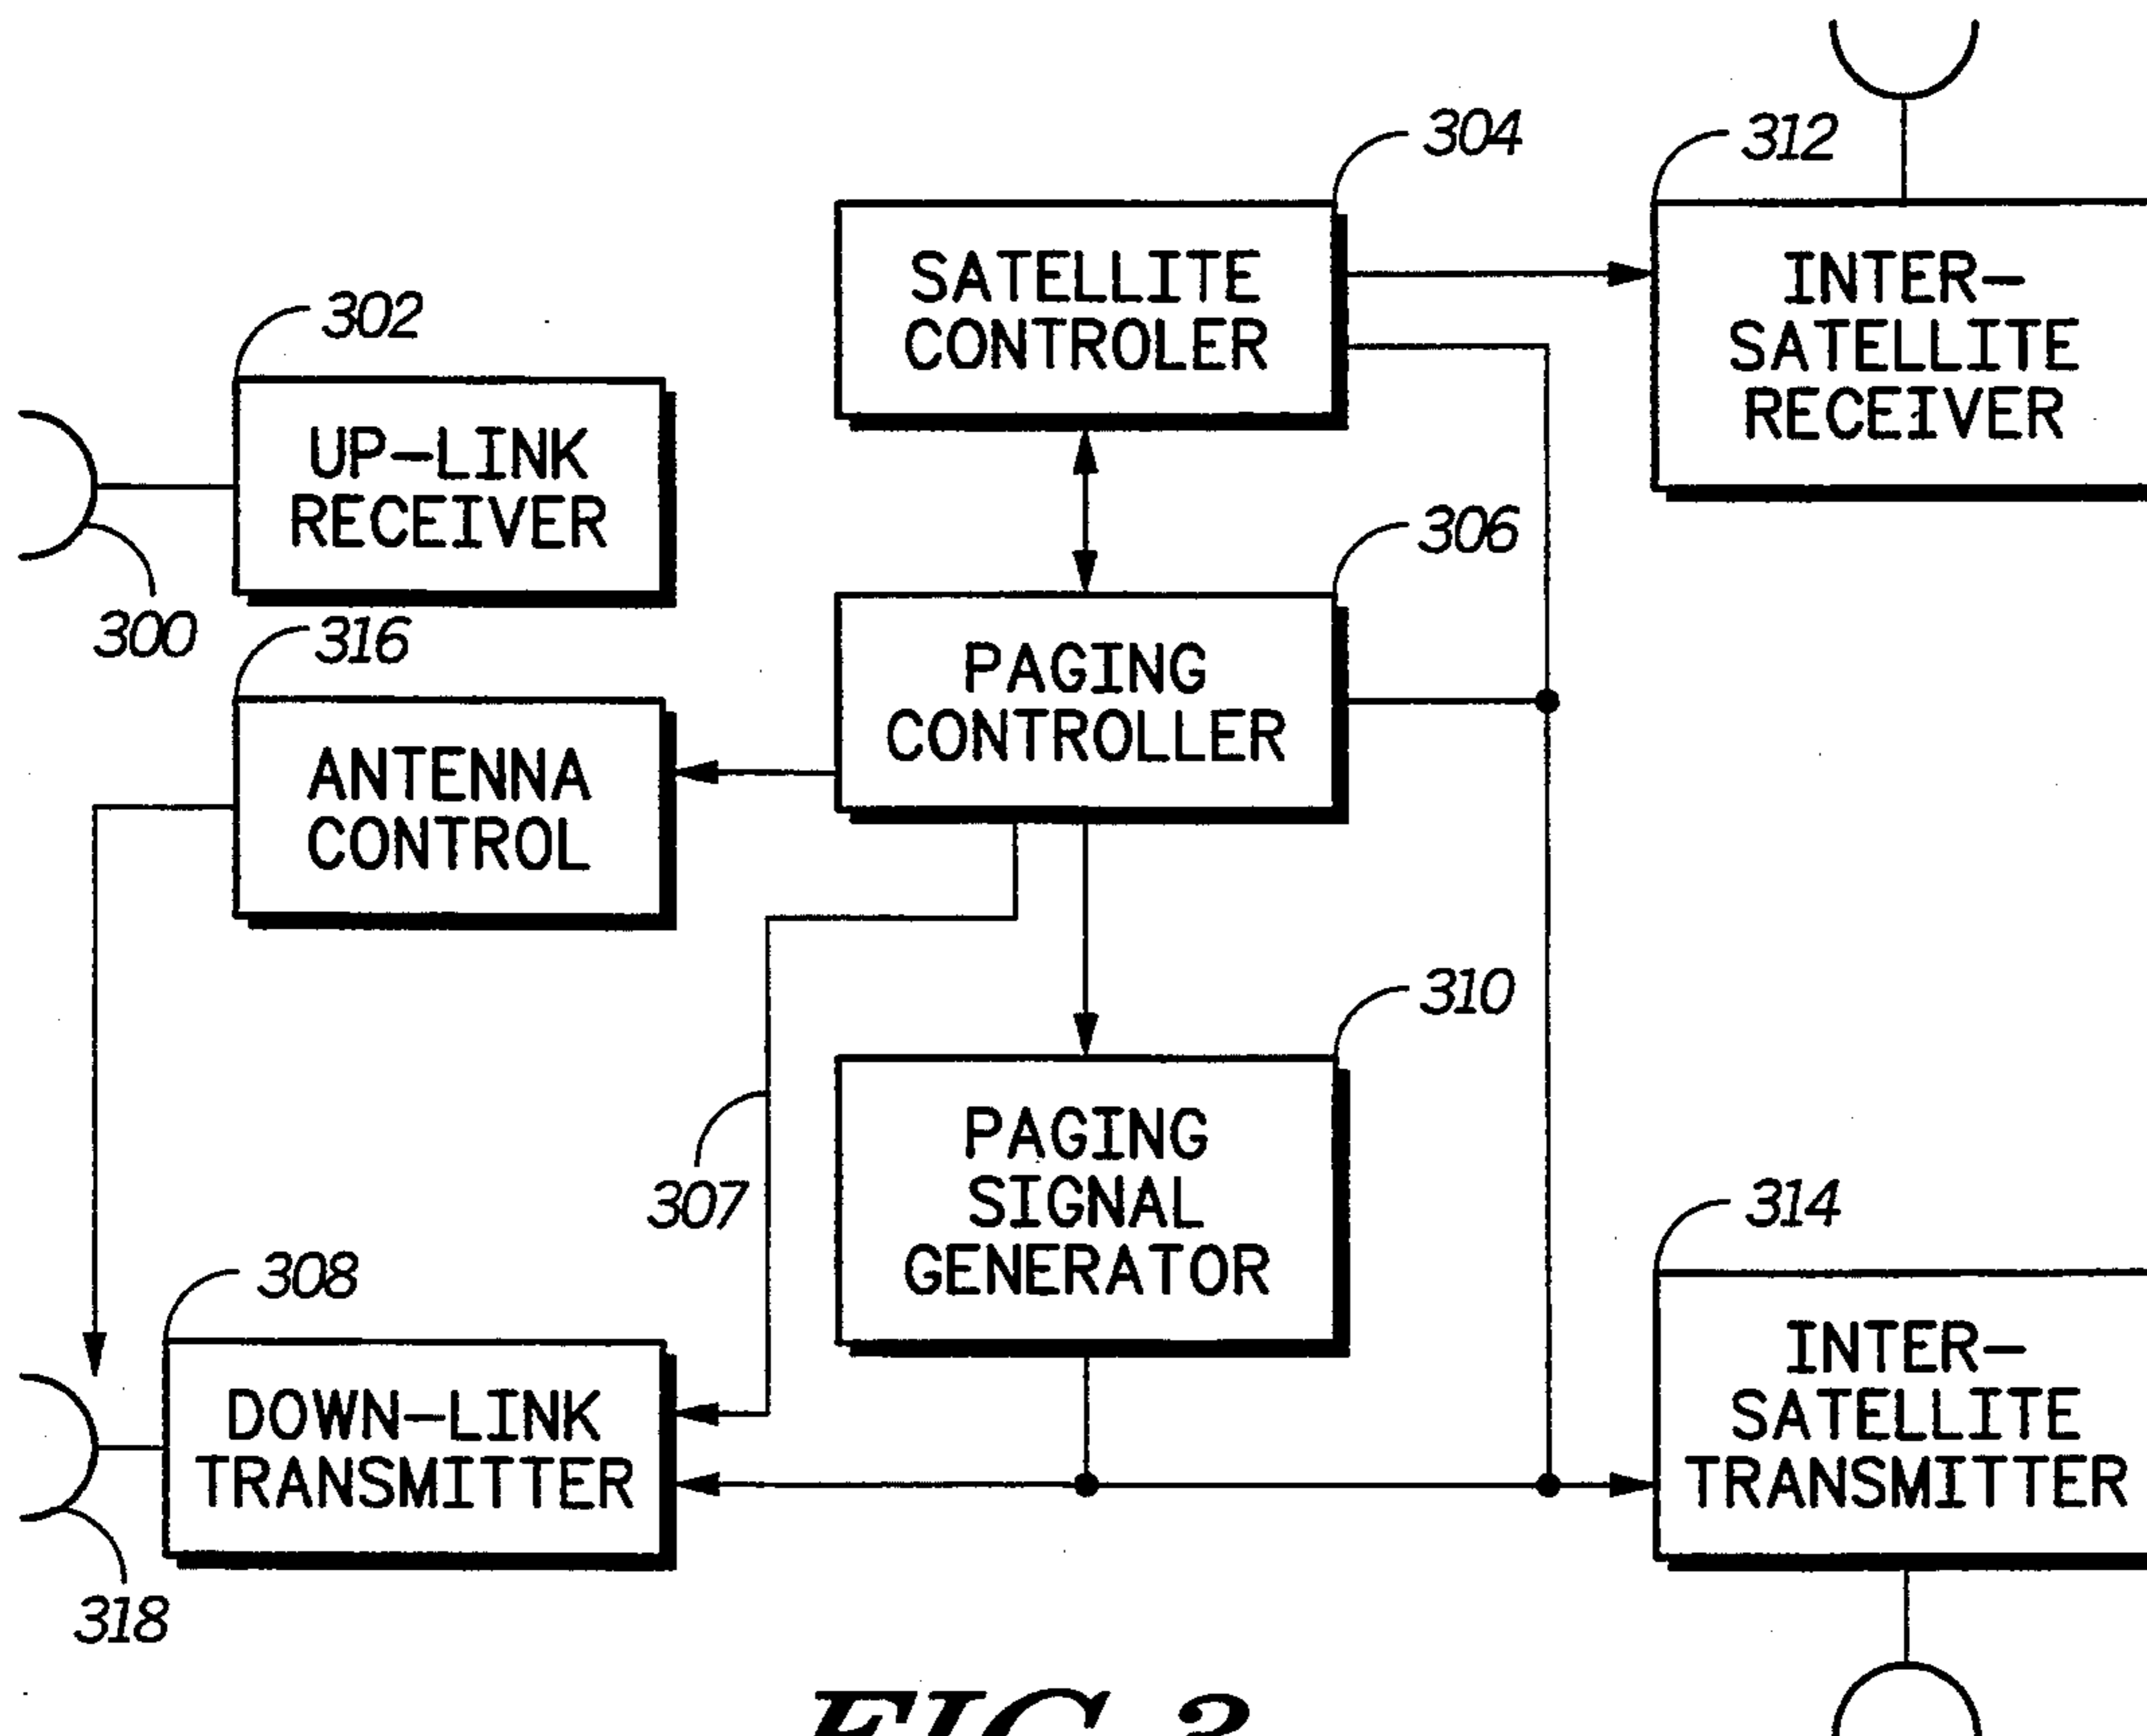 304
312
SATELLITE
CONTROLER
INTER-
SATELLITE
RECEIVER
302
UP-LINK
RECEIVER
300
306
PAGING
CONTROLLER
316
ANTENNA
CONTROL
310
PAGING
SIGNAL
GENERATOR
307
308
DOWN-LINK
TRANSMITTER
318
314
INTER-
SATELLITE
TRANSMITTER